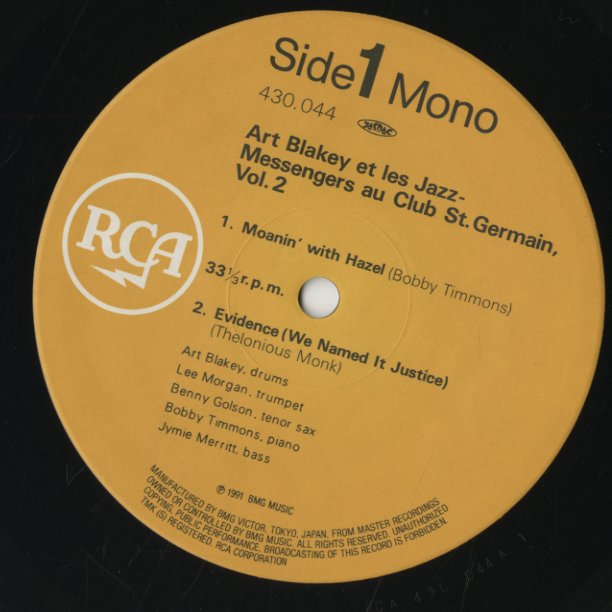 Side 1 Mono
430.044
Art Blakey et les Jazz-
Messengers au Club St. Germain,
Vol. 2
RCA
1. Moanin' with Hazel (Bobby Timmons)
33 1/3 r.p.m.
2. Evidence (We Named It Justice)
(Thelonious Monk)
Art Blakey, drums
Lee Morgan, trumpet
Benny Golson, tenor sax
Bobby Timmons, piano
Jymie Merritt, bass
℗ 1991 BMG MUSIC
MANUFACTURED BY BMG VICTOR, TOKYO, JAPAN, FROM MASTER RECORDINGS
OWNED OR CONTROLLED BY BMG MUSIC. ALL RIGHTS RESERVED. UNAUTHORIZED
COPYING, PUBLIC PERFORMANCE, BROADCASTING OF THIS RECORD IS FORBIDDEN.
TMK (S) REGISTERED. RCA CORPORATION